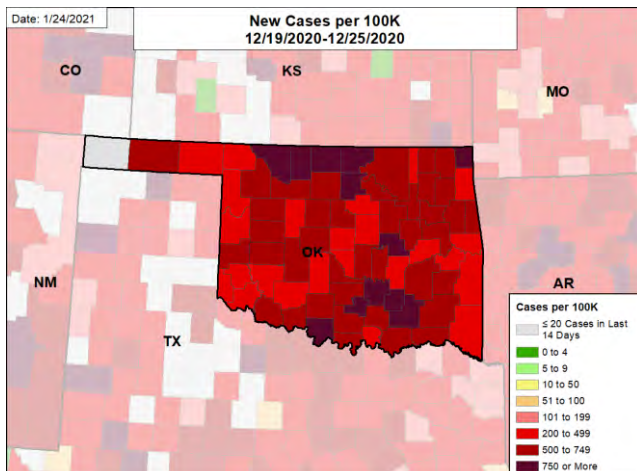 Date: 1/24/2021
New Cases per 100K
12/19/2020-12/25/2020
CO
KS
MO
OK
NM
TX
AR
Cases per 100K
≤ 20 Cases in Last
14 Days
0 to 4
5 to 9
10 to 50
51 to 100
101 to 199
200 to 499
500 to 749
750 or More